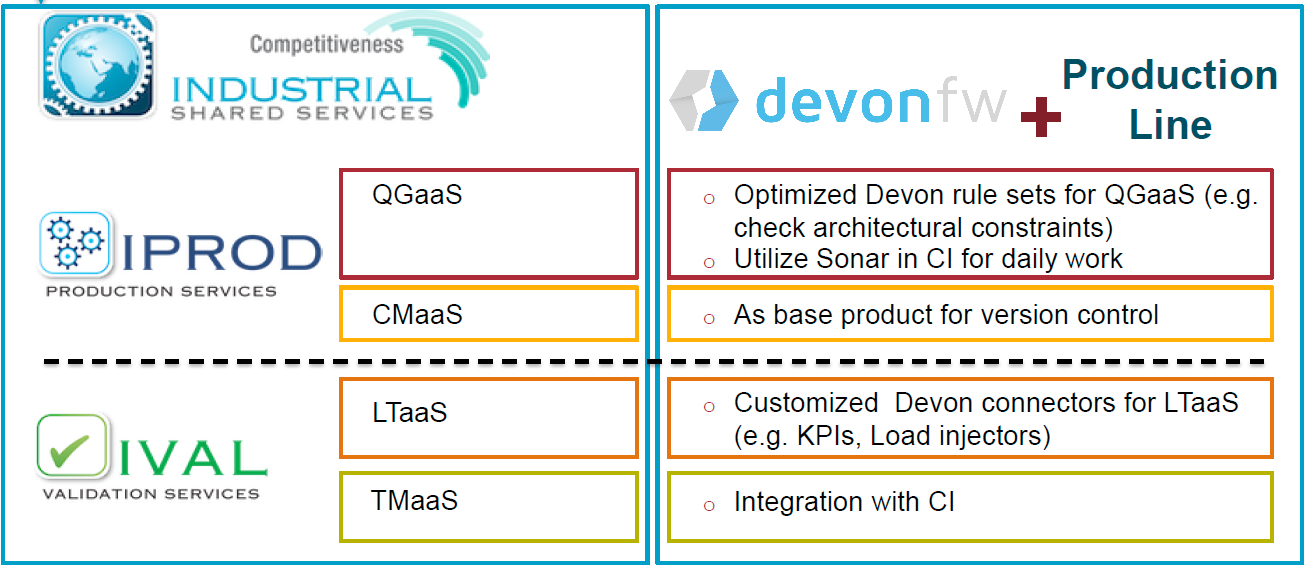 Competitiveness
INDUSTRIAL
SHARED SERVICES
devonfw
+
Production
Line
IPROD
PRODUCTION SERVICES
QGaaS
o Optimized Devon rule sets for QGaaS (e.g.
check architectural constraints)
o Utilize Sonar in CI for daily work
CMaaS
o As base product for version control
IVAL
VALIDATION SERVICES
LTaaS
o Customized Devon connectors for LTaaS
(e.g. KPIs, Load injectors)
TMaaS
o Integration with CI